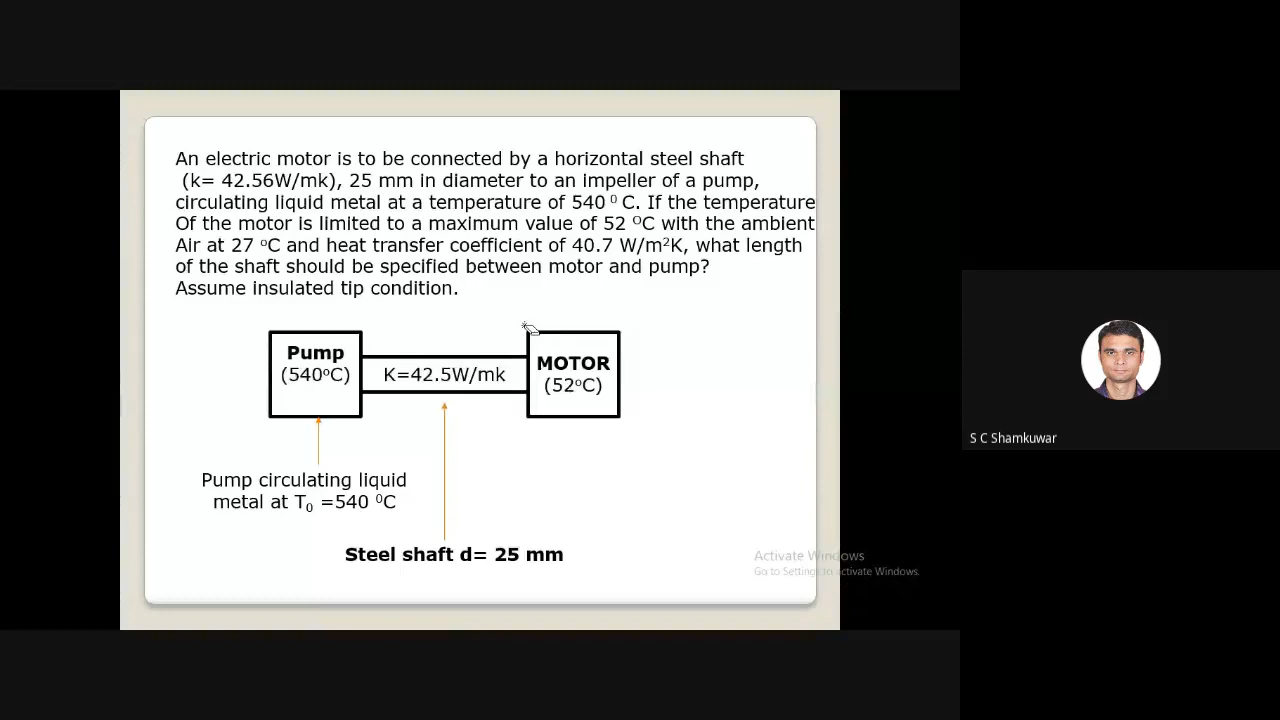 An electric motor is to be connected by a horizontal steel shaft
(k= 42.56W/mk), 25 mm in diameter to an impeller of a pump,
circulating liquid metal at a temperature of 540 ⁰ C. If the temperature
Of the motor is limited to a maximum value of 52 ᴼC with the ambient
Air at 27 ᵒC and heat transfer coefficient of 40.7 W/m²K, what length
of the shaft should be specified between motor and pump?
Assume insulated tip condition.
Pump
(540ᵒC)
K=42.5W/mk
MOTOR
(52ᵒC)
Pump circulating liquid
metal at T₀ =540 ⁰C
Steel shaft d= 25 mm
Activate Windows
Go to Settings to activate Windows.
S C Shamkuwar